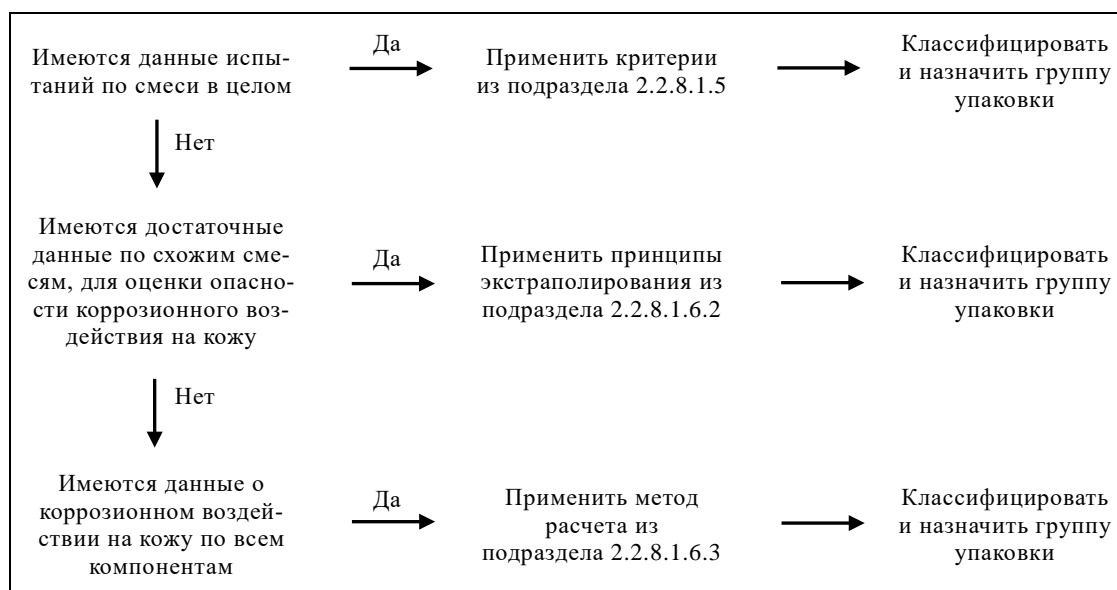 Имеются данные испы-
таний по смеси в целом
Да
Применить критерии
из подраздела 2.2.8.1.5
Классифицировать
и назначить группу
упаковки
Нет
Имеются достаточные
данные по схожим сме-
сям, для оценки опасно-
сти коррозионного воз-
действия на кожу
Да
Применить принципы
экстраполирования из
подраздела 2.2.8.1.6.2
Классифицировать
и назначить группу
упаковки
Нет
Имеются данные о
коррозионном воздей-
ствии на кожу по всем
компонентам
Да
Применить метод
расчета из
подраздела 2.2.8.1.6.3
Классифицировать
и назначить группу
упаковки